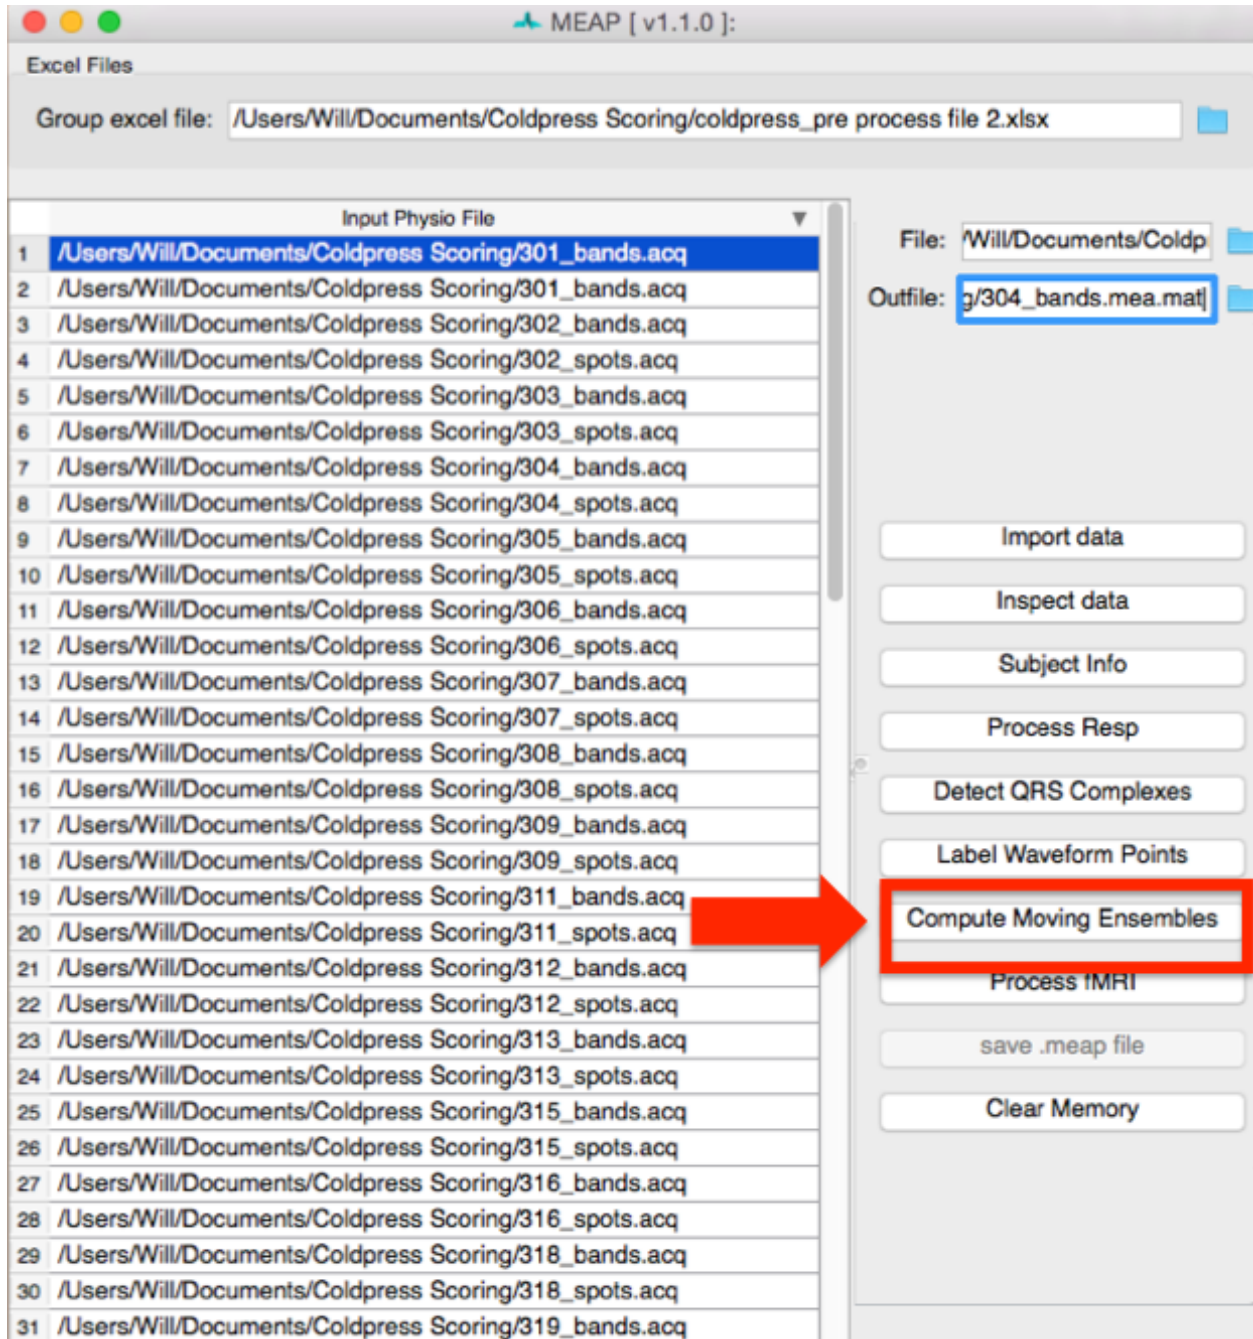 MEAP [ v1.1.0 ]:
Excel Files
Group excel file: /Users/Will/Documents/Coldpress Scoring/coldpress_pre process file 2.xlsx
Input Physio File
1 /Users/Will/Documents/Coldpress Scoring/301_bands.acq
2 /Users/Will/Documents/Coldpress Scoring/301_bands.acq
3 /Users/Will/Documents/Coldpress Scoring/302_bands.acq
4 /Users/Will/Documents/Coldpress Scoring/302_spots.acq
5 /Users/Will/Documents/Coldpress Scoring/303_bands.acq
6 /Users/Will/Documents/Coldpress Scoring/303_spots.acq
7 /Users/Will/Documents/Coldpress Scoring/304_bands.acq
8 /Users/Will/Documents/Coldpress Scoring/304_spots.acq
9 /Users/Will/Documents/Coldpress Scoring/305_bands.acq
10 /Users/Will/Documents/Coldpress Scoring/305_spots.acq
11 /Users/Will/Documents/Coldpress Scoring/306_bands.acq
12 /Users/Will/Documents/Coldpress Scoring/306_spots.acq
13 /Users/Will/Documents/Coldpress Scoring/307_bands.acq
14 /Users/Will/Documents/Coldpress Scoring/307_spots.acq
15 /Users/Will/Documents/Coldpress Scoring/308_bands.acq
16 /Users/Will/Documents/Coldpress Scoring/308_spots.acq
17 /Users/Will/Documents/Coldpress Scoring/309_bands.acq
18 /Users/Will/Documents/Coldpress Scoring/309_spots.acq
19 /Users/Will/Documents/Coldpress Scoring/311_bands.acq
20 /Users/Will/Documents/Coldpress Scoring/311_spots.acq
21 /Users/Will/Documents/Coldpress Scoring/312_bands.acq
22 /Users/Will/Documents/Coldpress Scoring/312_spots.acq
23 /Users/Will/Documents/Coldpress Scoring/313_bands.acq
24 /Users/Will/Documents/Coldpress Scoring/313_spots.acq
25 /Users/Will/Documents/Coldpress Scoring/315_bands.acq
26 /Users/Will/Documents/Coldpress Scoring/315_spots.acq
27 /Users/Will/Documents/Coldpress Scoring/316_bands.acq
28 /Users/Will/Documents/Coldpress Scoring/316_spots.acq
29 /Users/Will/Documents/Coldpress Scoring/318_bands.acq
30 /Users/Will/Documents/Coldpress Scoring/318_spots.acq
31 /Users/Will/Documents/Coldpress Scoring/319_bands.acq
File: /Will/Documents/Coldp
Outfile: g/304_bands.mea.mat
Import data
Inspect data
Subject Info
Process Resp
Detect QRS Complexes
Label Waveform Points
Compute Moving Ensembles
Process fMRI
save .meap file
Clear Memory